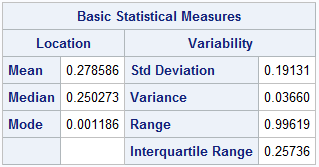 Basic Statistical Measures
Location Variability
Mean 0.278586 Std Deviation 0.19131
Median 0.250273 Variance 0.03660
Mode 0.001186 Range 0.99619
Interquartile Range 0.25736